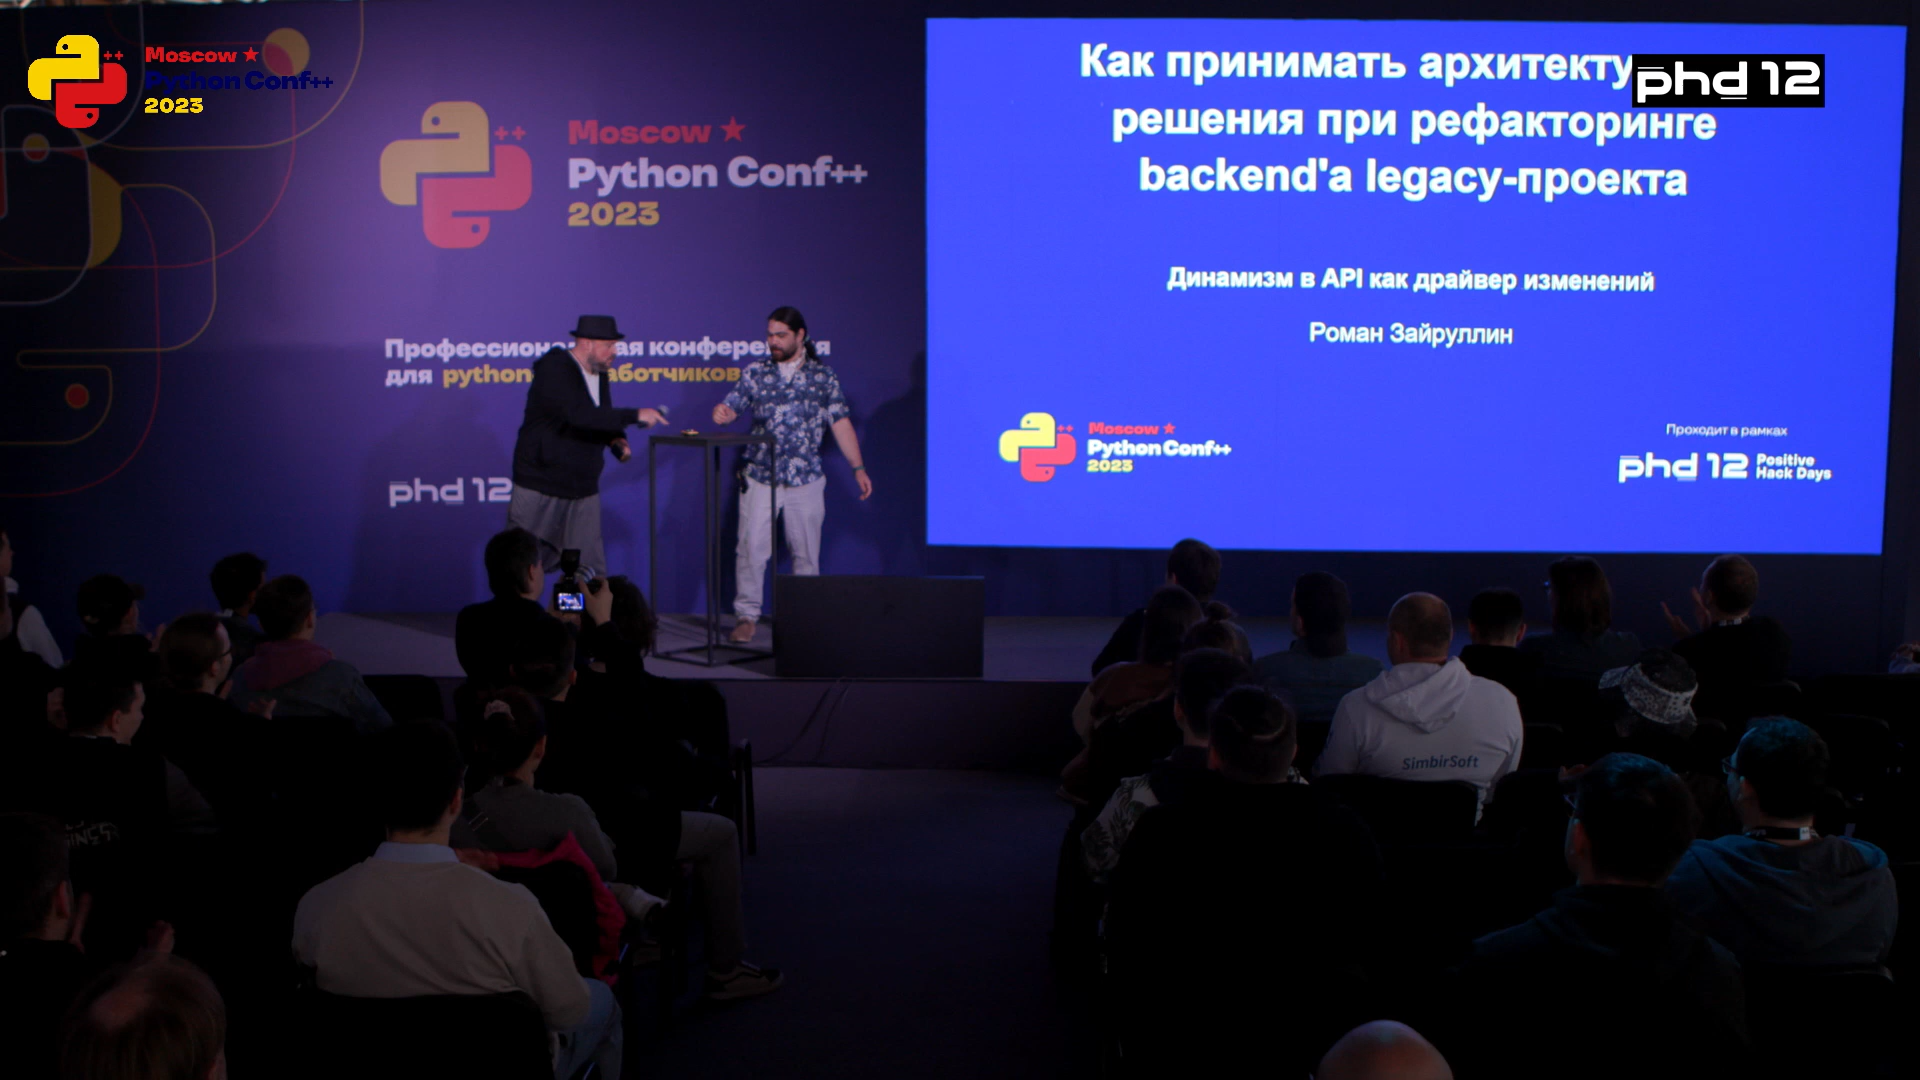 ++
Moscow ★
Python Conf++
2023
++
Moscow ★
Python Conf++
2023
для python
phd 12
Как принимать
решения при рефакторинге
backend'а legacy-проекта
Динамизм в API как драйвер изменений
Роман Зайруллин
++
Moscow ★
Python Conf++
2023
Проходит в рамках
phd 12 Positive
Hack Days
phd 12
SimbirSoft